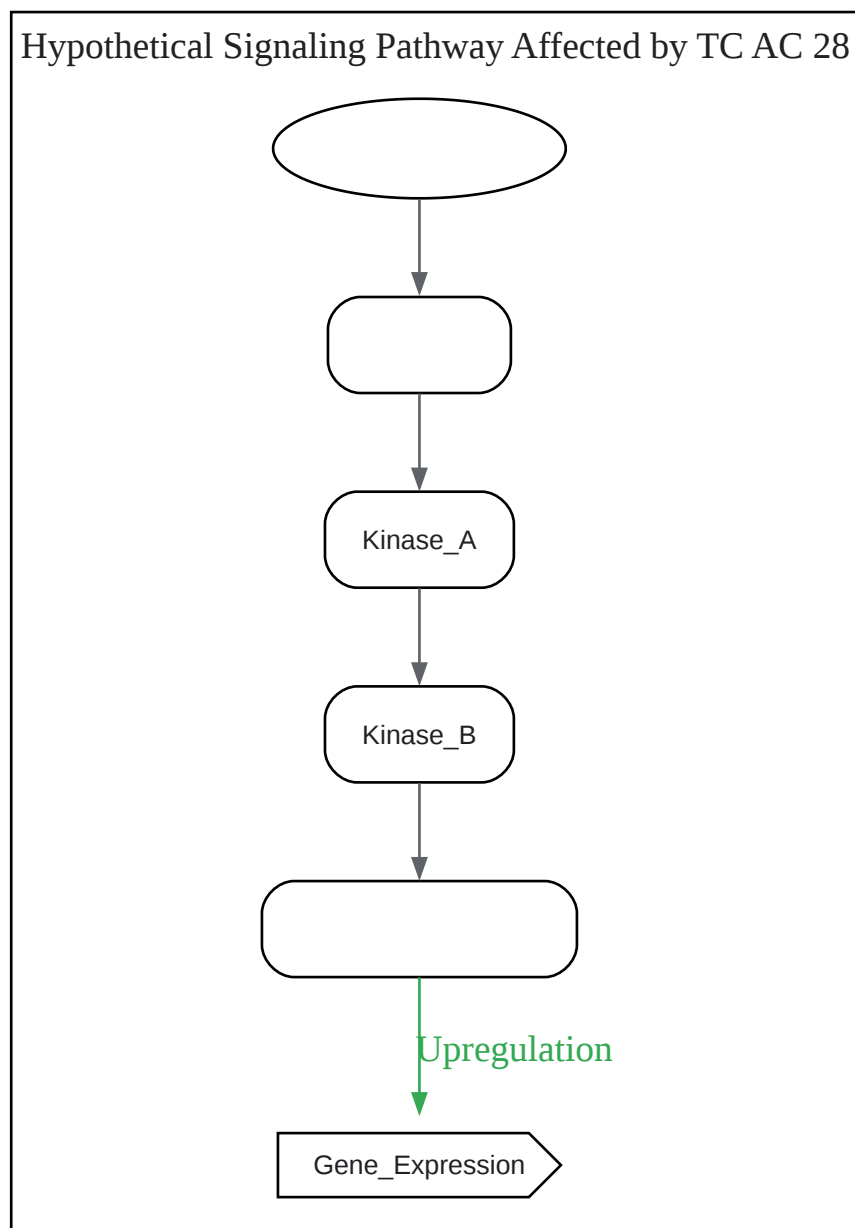 Hypothetical Signaling Pathway Affected by TC AC 28
Kinase_A
Kinase_B
Upregulation
Gene_Expression